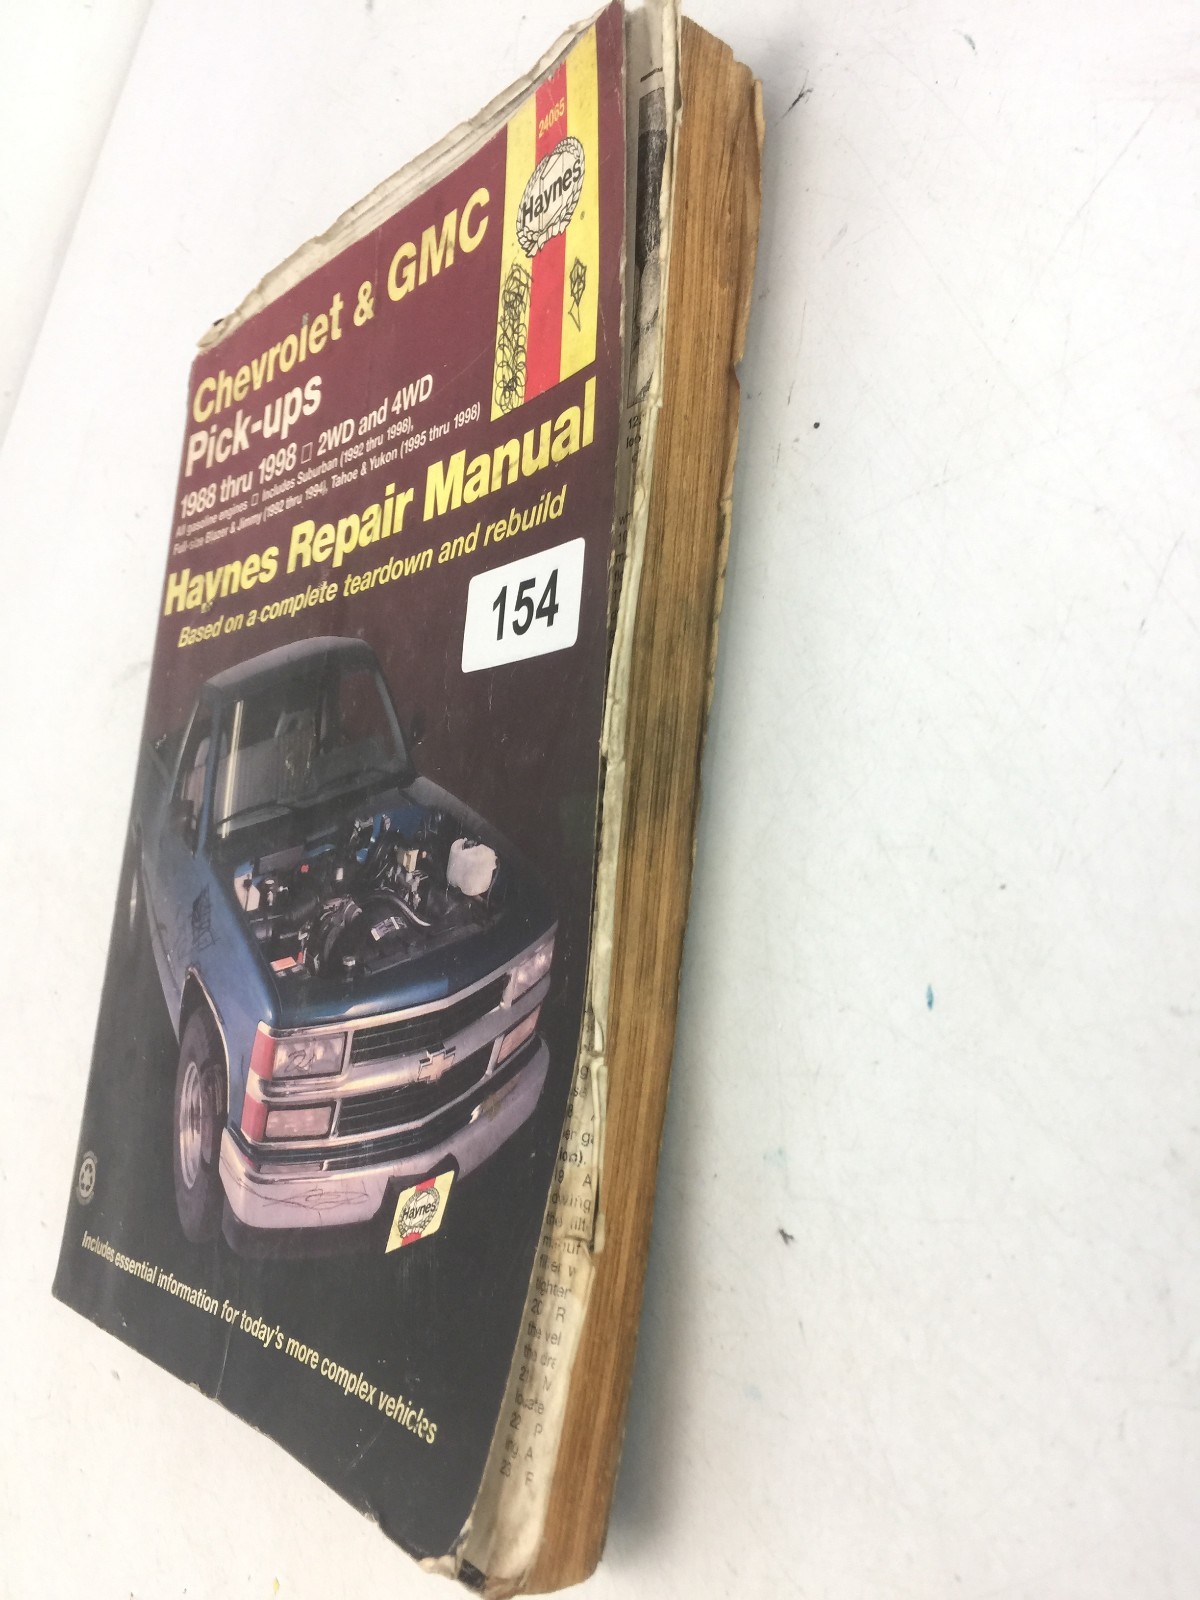 24065
Haynes
Chevrolet & GMC
Pick-ups
1988 thru 1998 □ 2WD and 4WD
All gasoline engines □ Includes Suburban (1992 thru 1998),
Full-size Blazer & Jimmy (1992 thru 1994), Tahoe & Yukon (1995 thru 1998)
Haynes Repair Manual
Based on a complete teardown and rebuild
154
Haynes
Includes essential information for today's more complex vehicles